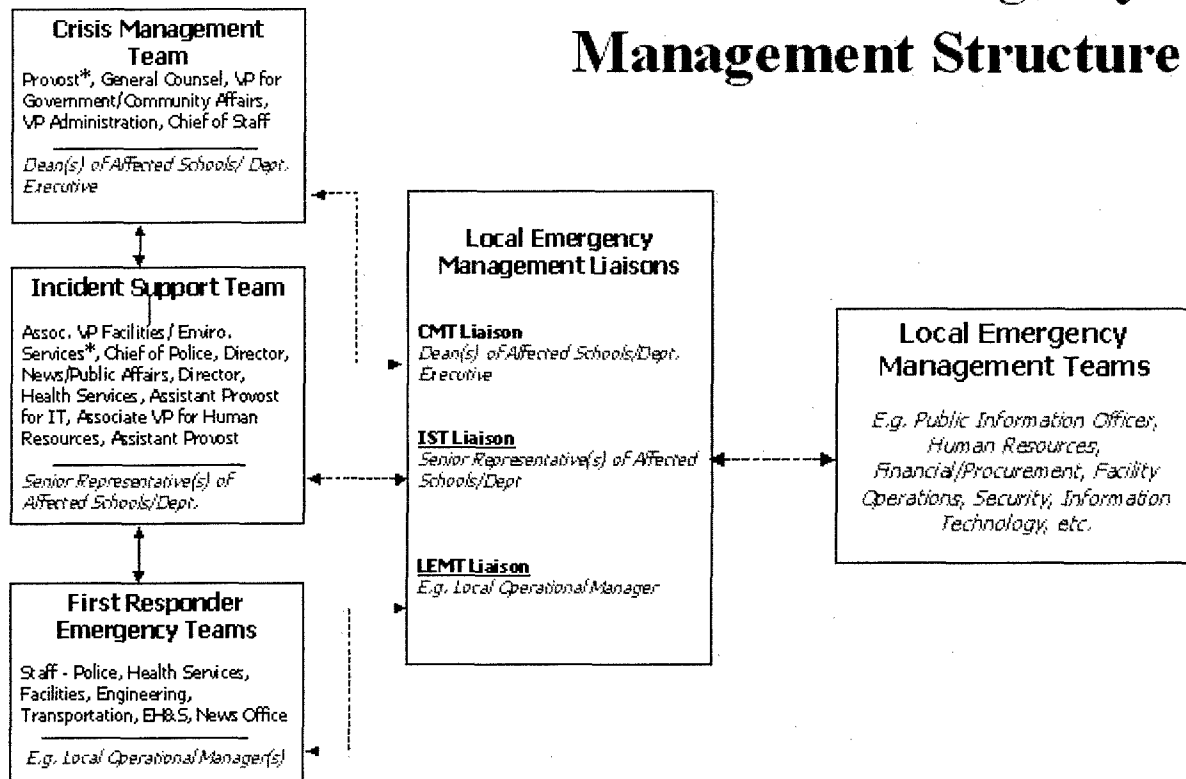 Management Structure
Crisis Management
Team
Provost*, General Counsel, VP for
Government/Community Affairs,
VP Administration, Chief of Staff
Dean(s) of Affected Schools/ Dept.
Executive
Incident Support Team
Assoc. VP Facilities/ Enviro.
Services*, Chief of Police, Director,
News/Public Affairs, Director,
Health Services, Assistant Provost
for IT, Associate VP for Human
Resources, Assistant Provost
Senior Representative(s) of
Affected Schools/Dept.
First Responder
Emergency Teams
Staff - Police, Health Services,
Facilities, Engineering,
Transportation, EH&S, News Office
E.g. Local Operational Manager(s)
Local Emergency
Management Liaisons
CMT Liaison
Dean(s) of Affected Schools/Dept.
Executive
IST Liaison
Senior Representative(s) of Affected
Schools/Dept
LEMT Liaison
E.g. Local Operational Manager
Local Emergency
Management Teams
E.g. Public Information Officer,
Human Resources,
Financial/Procurement, Facility
Operations, Security, Information
Technology, etc.